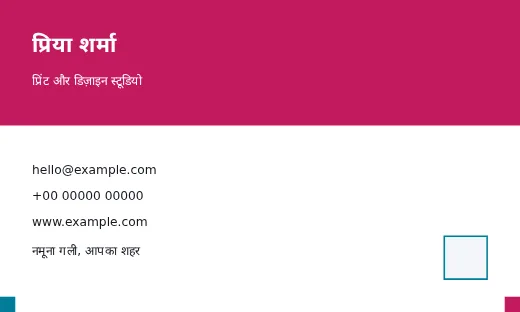 प्रिया शर्मा
प्रिंट और डिज़ाइन स्टूडियो
hello@example.com
+00 00000 00000
www.example.com
नमूना गली, आपका शहर